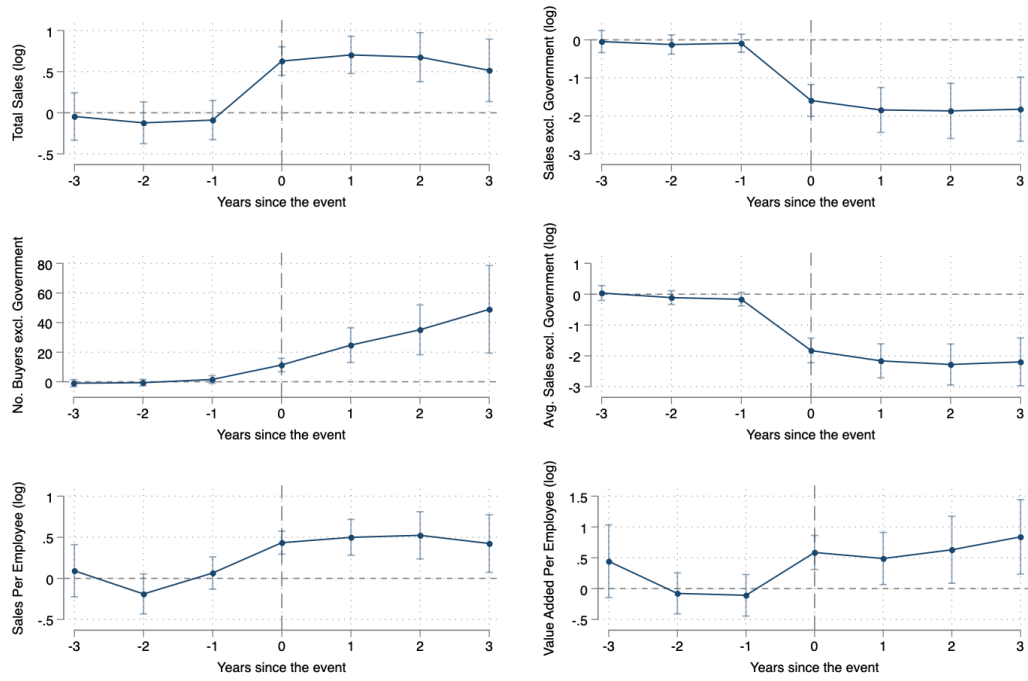 Total Sales (log)
1
.5
0
-.5
-3 -2 -1 0 1 2 3
Years since the event
Sales excl. Government (log)
0
-1
-2
-3
-3 -2 -1 0 1 2 3
Years since the event
No. Buyers excl. Government
80
60
40
20
0
-3 -2 -1 0 1 2 3
Years since the event
Avg. Sales excl. Government (log)
1
0
-1
-2
-3
-3 -2 -1 0 1 2 3
Years since the event
Sales Per Employee (log)
1
.5
0
-.5
-3 -2 -1 0 1 2 3
Years since the event
Value Added Per Employee (log)
1.5
1
.5
0
-.5
-3 -2 -1 0 1 2 3
Years since the event